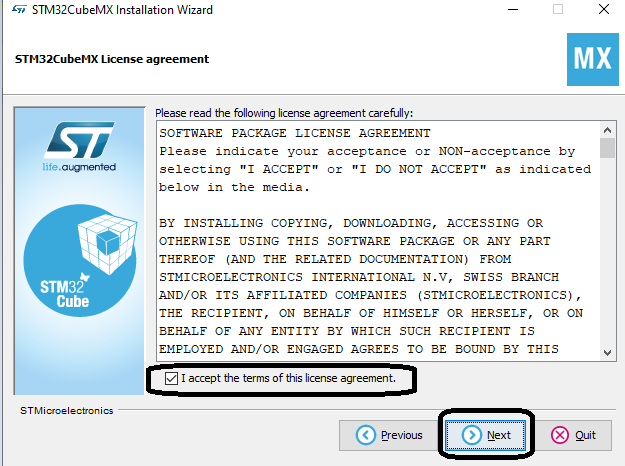 STM32CubeMX Installation Wizard
STM32CubeMX License agreement
MX
ST
life.augmented
STM32
Cube
Please read the following license agreement carefully:
SOFTWARE PACKAGE LICENSE AGREEMENT
Please indicate your acceptance or NON-acceptance by
selecting "I ACCEPT" or "I DO NOT ACCEPT" as indicated
below in the media.
BY INSTALLING COPYING, DOWNLOADING, ACCESSING OR
OTHERWISE USING THIS SOFTWARE PACKAGE OR ANY PART
THEREOF (AND THE RELATED DOCUMENTATION) FROM
STMICROELECTRONICS INTERNATIONAL N.V, SWISS BRANCH
AND/OR ITS AFFILIATED COMPANIES (STMICROELECTRONICS),
THE RECIPIENT, ON BEHALF OF HIMSELF OR HERSELF, OR ON
BEHALF OF ANY ENTITY BY WHICH SUCH RECIPIENT IS
EMPLOYED AND/OR ENGAGED AGREES TO BE BOUND BY THIS
I accept the terms of this license agreement.
STMicroelectronics
Previous
Next
Quit